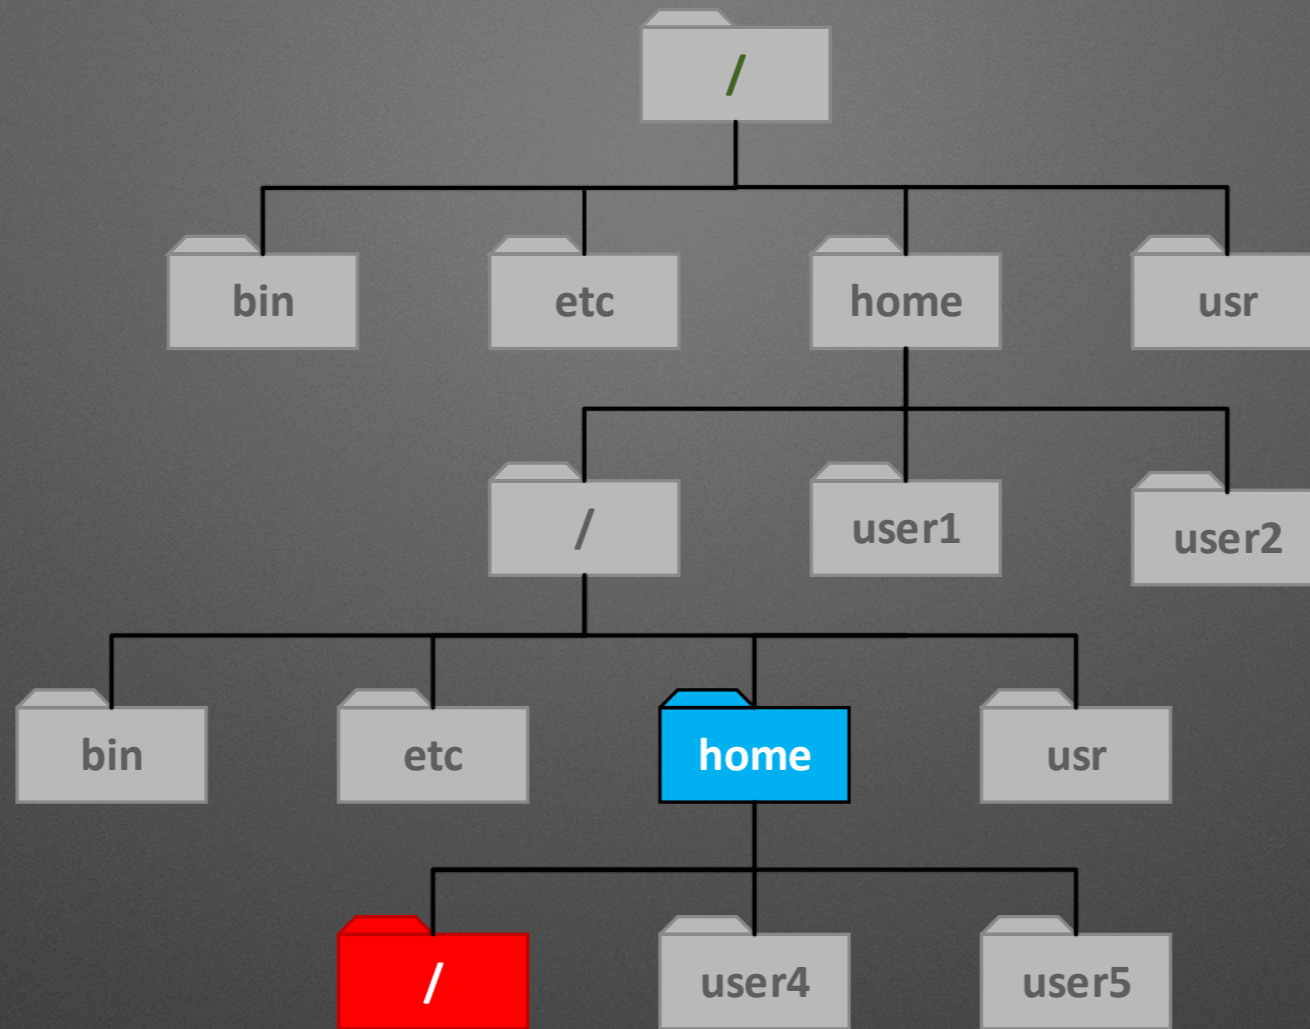 /
bin
etc
home
usr
/
user1
user2
bin
etc
home
usr
/
user4
user5